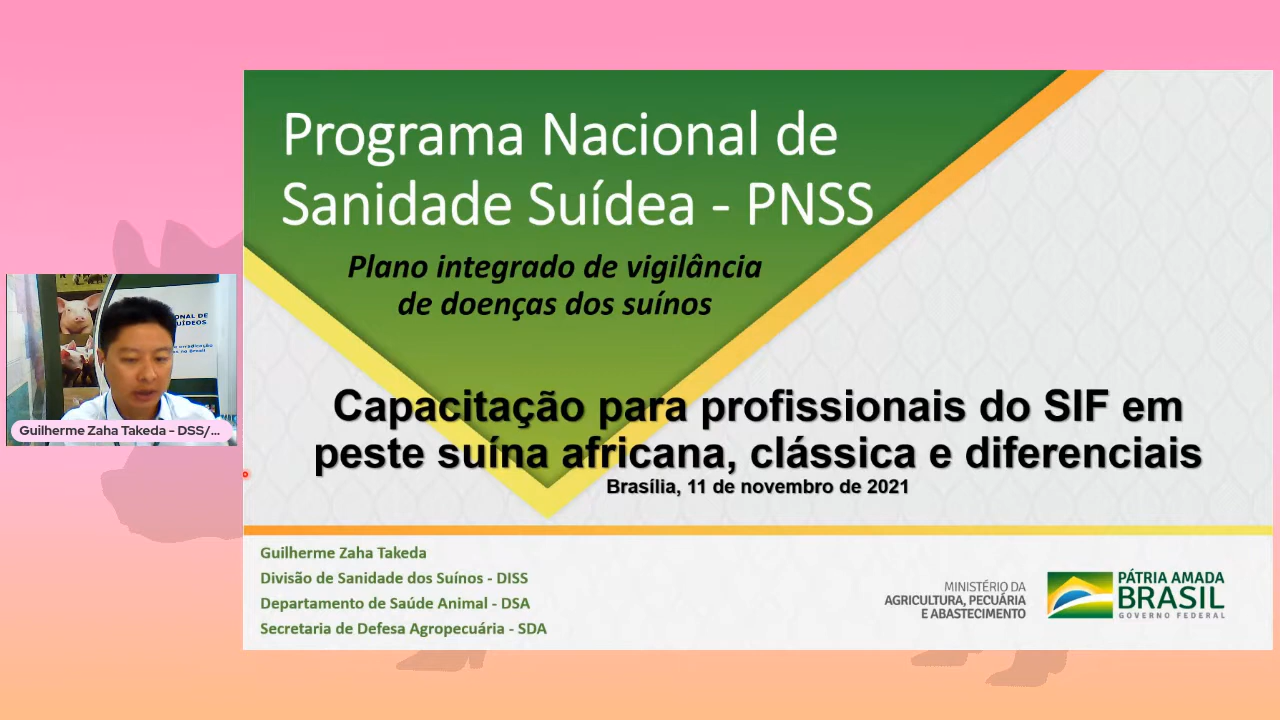 Programa Nacional de
Sanidade Suídea - PNSS
Plano integrado de vigilância
de doenças dos suínos
Capacitação para profissionais do SIF em
peste suína africana, clássica e diferenciais
Brasília, 11 de novembro de 2021
Guilherme Zaha Takeda - DSS/...
Guilherme Zaha Takeda
Divisão de Sanidade dos Suínos - DISS
Departamento de Saúde Animal - DSA
Secretaria de Defesa Agropecuária - SDA
MINISTÉRIO DA
AGRICULTURA, PECUÁRIA
E ABASTECIMENTO
PÁTRIA AMADA
BRASIL
GOVERNO FEDERAL